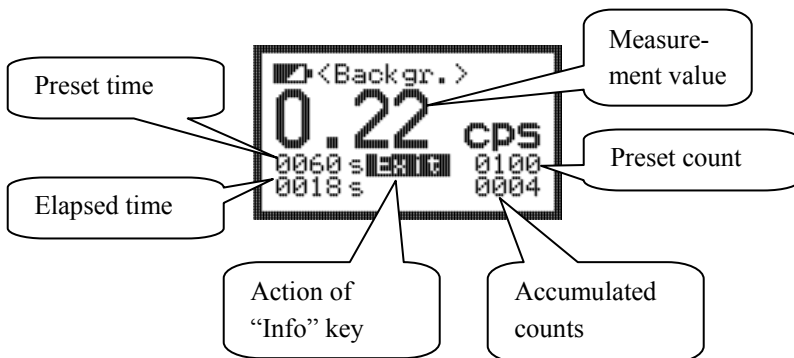 Measure-
ment value
Preset time
<Backgr.>
0.22 cps
0060 s Exit 0100
0018 s 0004
Preset count
Elapsed time
Action of
“Info” key
Accumulated
counts